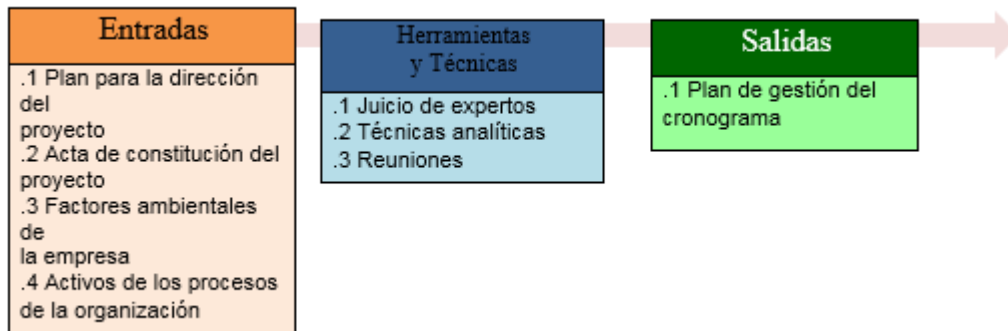 Entradas
.1 Plan para la dirección
del
proyecto
.2 Acta de constitución del
proyecto
.3 Factores ambientales
de
la empresa
.4 Activos de los procesos
de la organización
Herramientas
y Técnicas
.1 Juicio de expertos
.2 Técnicas analíticas
.3 Reuniones
Salidas
.1 Plan de gestión del
cronograma